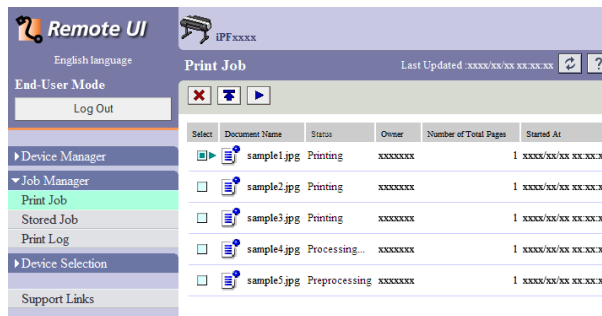 Remote UI
English language
End-User Mode
Log Out
▶Device Manager
▼Job Manager
Print Job
Stored Job
Print Log
▶Device Selection
Support Links
iPFxxxx
Print Job Last Updated :xxxx/xx/xx xx:xx:xx ?
Select Document Name Status Owner Number of Total Pages Started At
sample1.jpg Printing xxxxxxx 1 xxxx/xx/xx xx:xx:x
sample2.jpg Printing xxxxxxx 1 xxxx/xx/xx xx:xx:x
sample3.jpg Printing xxxxxxx 1 xxxx/xx/xx xx:xx:x
sample4.jpg Processing... xxxxxxx 1 xxxx/xx/xx xx:xx:x
sample5.jpg Preprocessing xxxxxxx 1 xxxx/xx/xx xx:xx:x